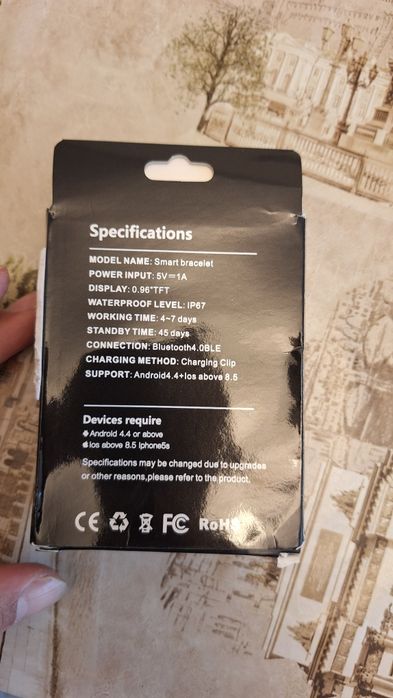 Specifications
MODEL NAME: Smart bracelet
POWER INPUT: 5V⎓1A
DISPLAY: 0.96"TFT
WATERPROOF LEVEL: IP67
WORKING TIME: 4~7 days
STANDBY TIME: 45 days
CONNECTION: Bluetooth4.0BLE
CHARGING METHOD: Charging Clip
SUPPORT: Android4.4+Ios above 8.5
Devices require
Android 4.4 or above
Ios above 8.5 Iphone5s
Specifications may be changed due to upgrades
or other reasons,please refer to the product.
CE FC RoHS